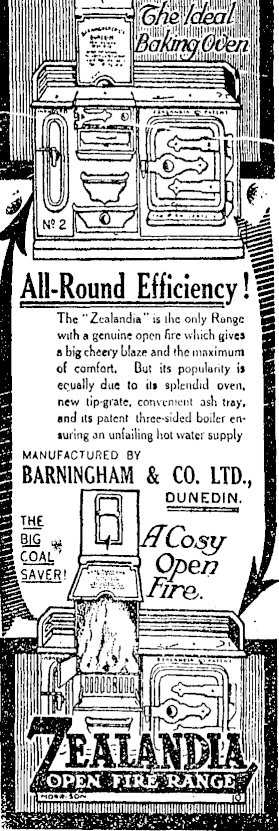 The Ideal
Baking Oven
Nº 2
All-Round Efficiency!
The "Zealandia" is the only Range
with a genuine open fire which gives
a big cheery blaze and the maximum
of comfort. But its popularity is
equally due to its splendid oven,
new tip-grate, convenient ash tray,
and its patent three-sided boiler en-
suring an unfailing hot water supply
MANUFACTURED BY
BARNINGHAM & CO. LTD.,
DUNEDIN.
THE
BIG
COAL
SAVER!
A Cosy
Open
Fire.
ZEALANDIA
OPEN FIRE RANGE